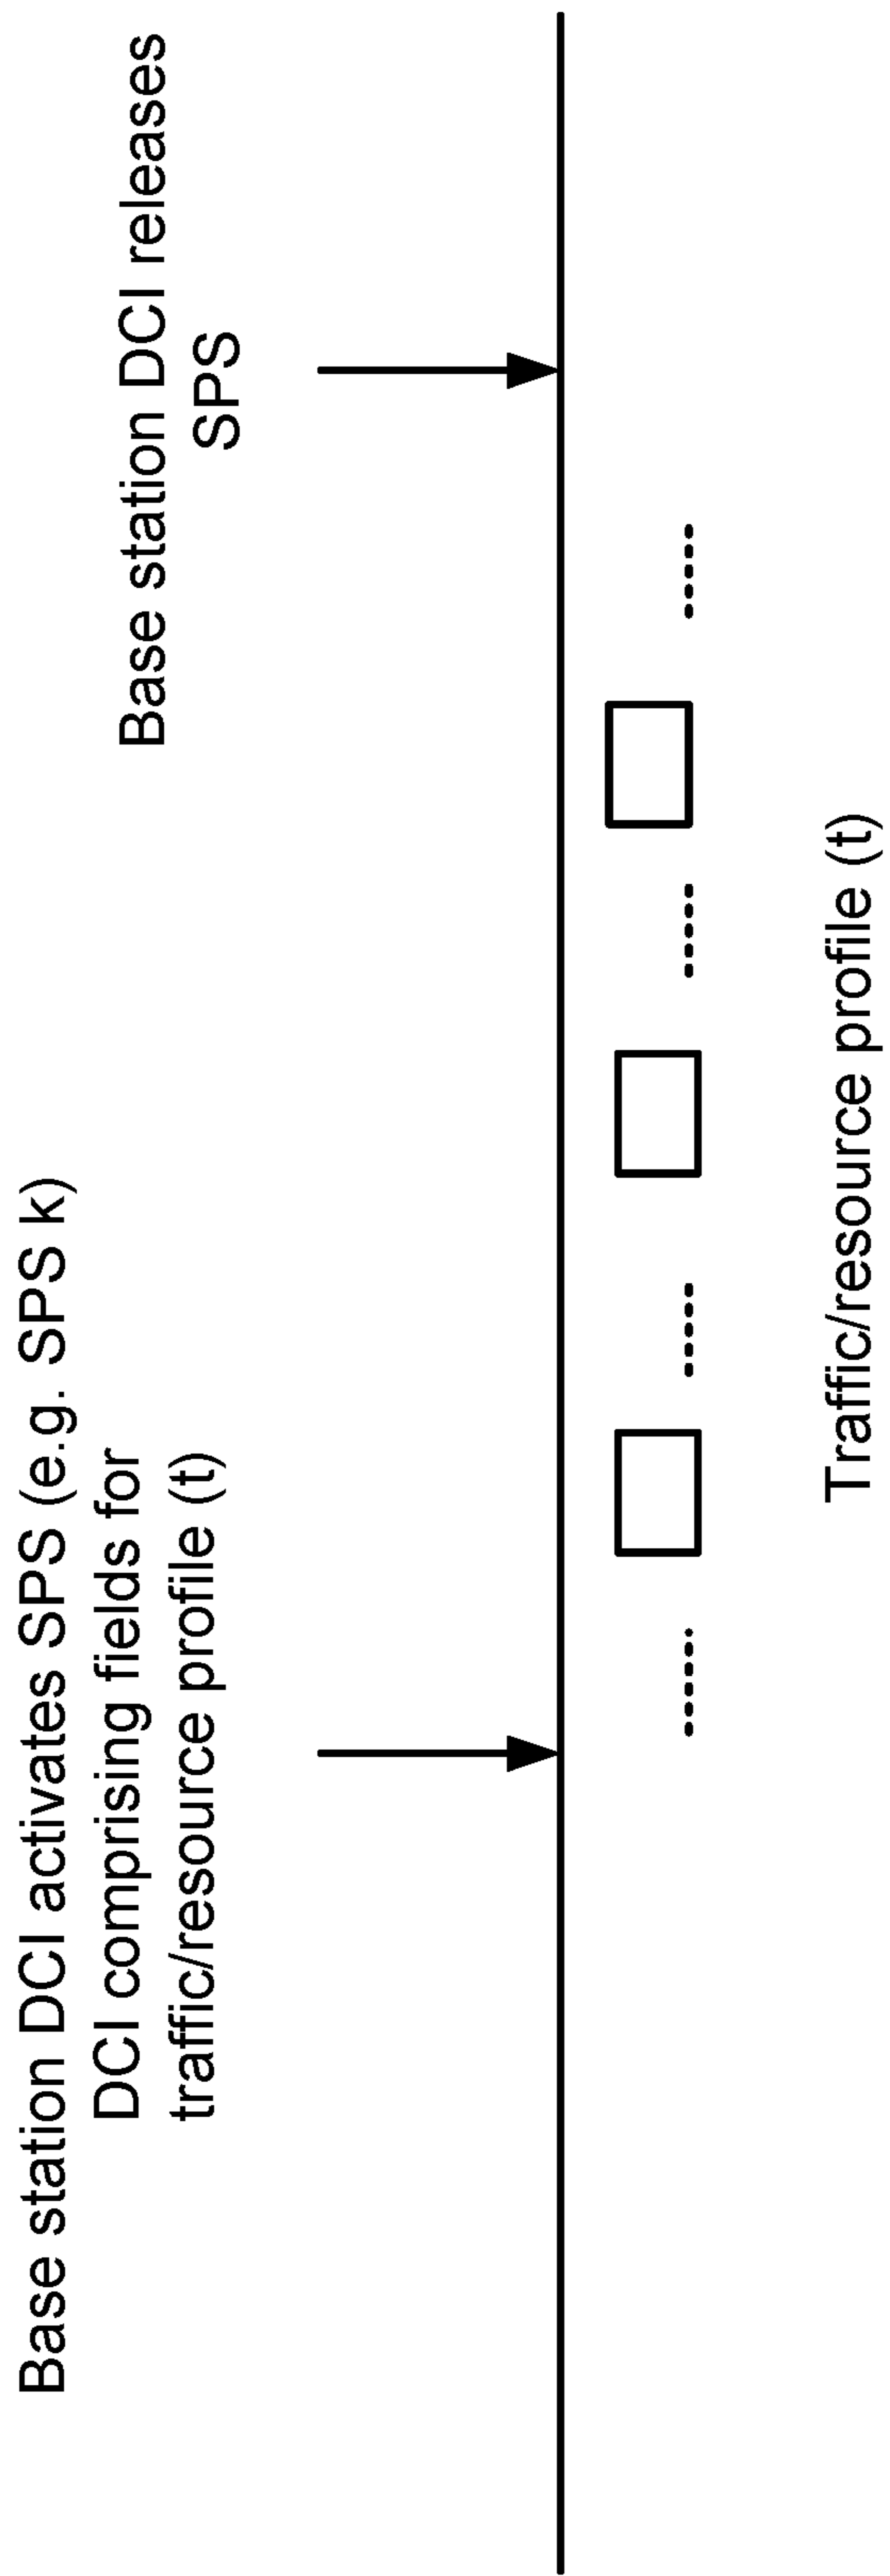 Base station DCI activates SPS (e.g. SPS k)
DCI comprising fields for
traffic/resource profile (t)
Base station DCI releases
SPS
Traffic/resource profile (t)